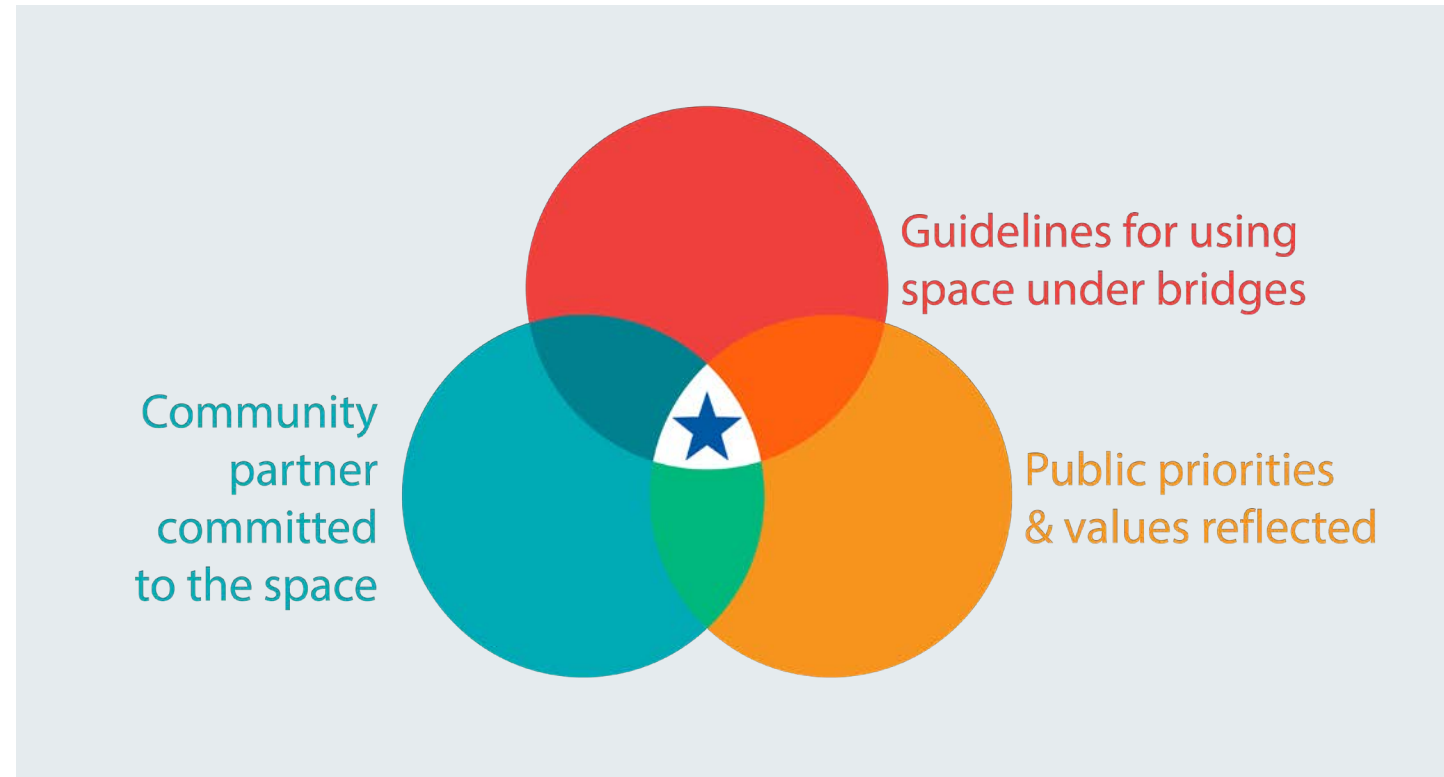 Guidelines for using
space under bridges
Community
partner
committed
to the space
Public priorities
& values reflected